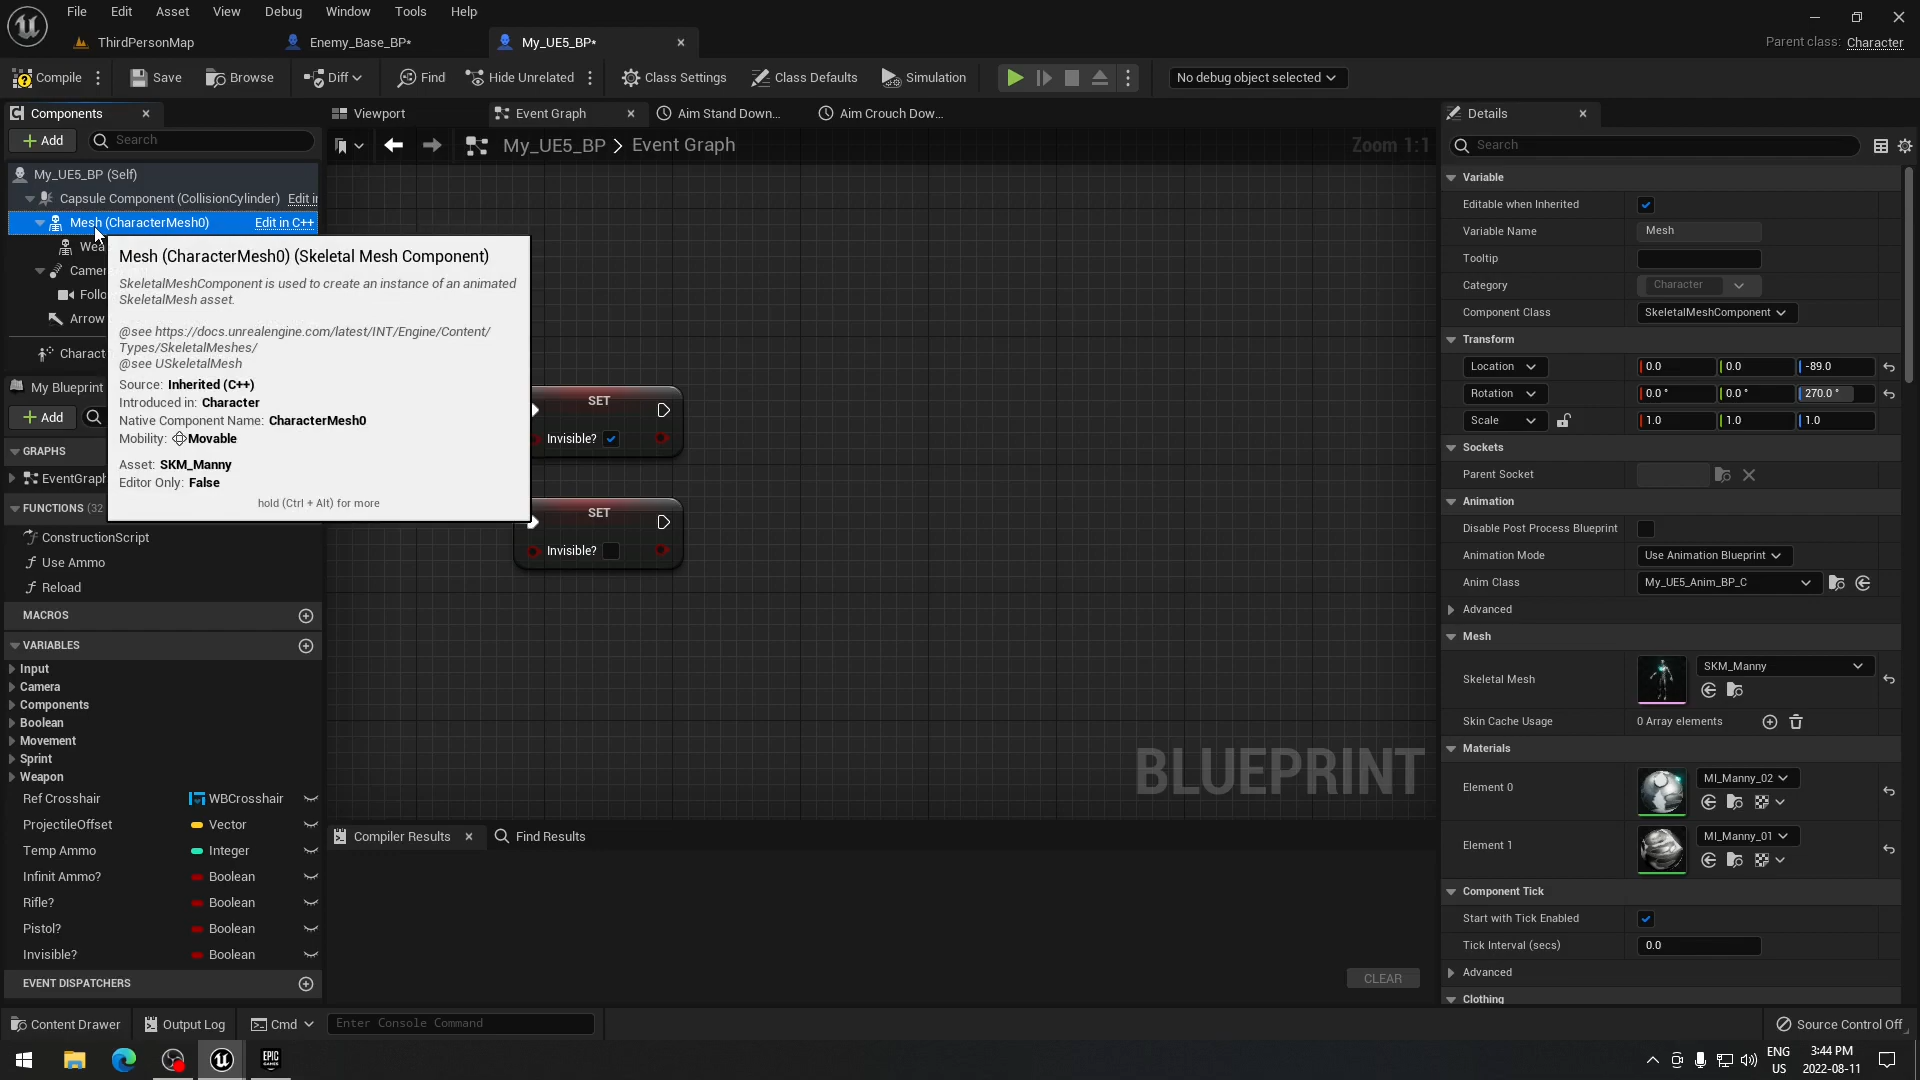 File Edit Asset View Debug Window Tools Help
ThirdPersonMap Enemy_Base_BP* My_UE5_BP*
Parent class: Character
Compile Save Browse Diff Find Hide Unrelated Class Settings Class Defaults Simulation No debug object selected
Components Viewport Event Graph Aim Stand Down... Aim Crouch Dow... Details
Add Search My_UE5_BP > Event Graph Zoom 1:1 Search
My_UE5_BP (Self)
Capsule Component (CollisionCylinder) Edit in
Mesh (CharacterMesh0) Edit in C++
Wea
Camer
Follo
Arrow
Charact
My Blueprint
Add
GRAPHS
EventGraph
FUNCTIONS (32
ConstructionScript
Use Ammo
Reload
MACROS
VARIABLES
Input
Camera
Components
Boolean
Movement
Sprint
Weapon
Ref Crosshair WBCrosshair
ProjectileOffset Vector
Temp Ammo Integer
Infinit Ammo? Boolean
Rifle? Boolean
Pistol? Boolean
Invisible? Boolean
EVENT DISPATCHERS
Mesh (CharacterMesh0) (Skeletal Mesh Component)
SkeletalMeshComponent is used to create an instance of an animated
SkeletalMesh asset.
@see https://docs.unrealengine.com/latest/INT/Engine/Content/
Types/SkeletalMeshes/
@see USkeletalMesh
Source: Inherited (C++)
Introduced in: Character
Native Component Name: CharacterMesh0
Mobility: Movable
Asset: SKM_Manny
Editor Only: False
hold (Ctrl + Alt) for more
SET
Invisible?
SET
Invisible?
BLUEPRINT
Compiler Results Find Results
CLEAR
Variable
Editable when Inherited
Variable Name Mesh
Tooltip
Category Character
Component Class SkeletalMeshComponent
Transform
Location 0.0 0.0 -89.0
Rotation 0.0 ° 0.0 ° 270.0 °
Scale 1.0 1.0 1.0
Sockets
Parent Socket
Animation
Disable Post Process Blueprint
Animation Mode Use Animation Blueprint
Anim Class My_UE5_Anim_BP_C
Advanced
Mesh
Skeletal Mesh SKM_Manny
Skin Cache Usage 0 Array elements
Materials
Element 0 MI_Manny_02
Element 1 MI_Manny_01
Component Tick
Start with Tick Enabled
Tick Interval (secs) 0.0
Advanced
Clothing
Content Drawer Output Log Cmd Enter Console Command Source Control Off
EPIC GAMES
ENG
US
3:44 PM
2022-08-11